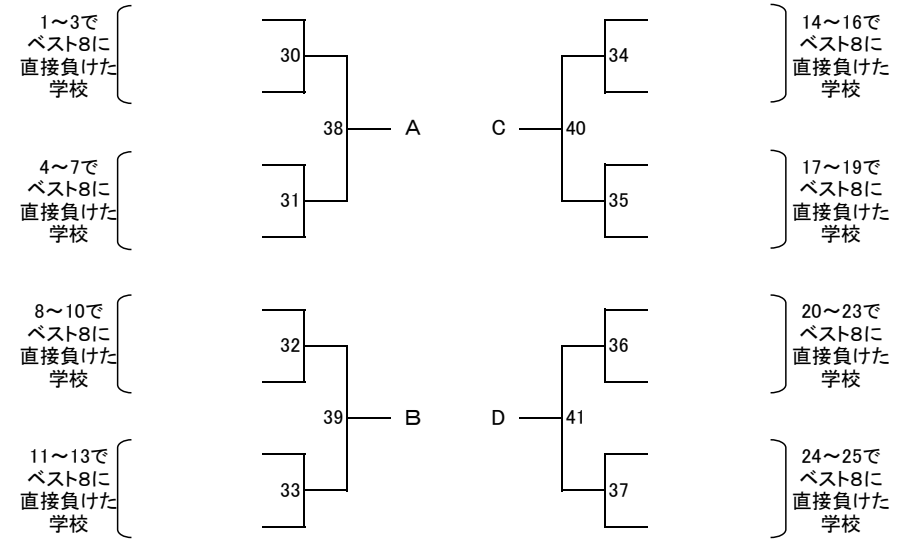 1～3で
ベスト8に
直接負けた
学校
30
38
A
4～7で
ベスト8に
直接負けた
学校
31
8～10で
ベスト8に
直接負けた
学校
32
39
B
11～13で
ベスト8に
直接負けた
学校
33
14～16で
ベスト8に
直接負けた
学校
34
C
40
17～19で
ベスト8に
直接負けた
学校
35
20～23で
ベスト8に
直接負けた
学校
36
D
41
24～25で
ベスト8に
直接負けた
学校
37